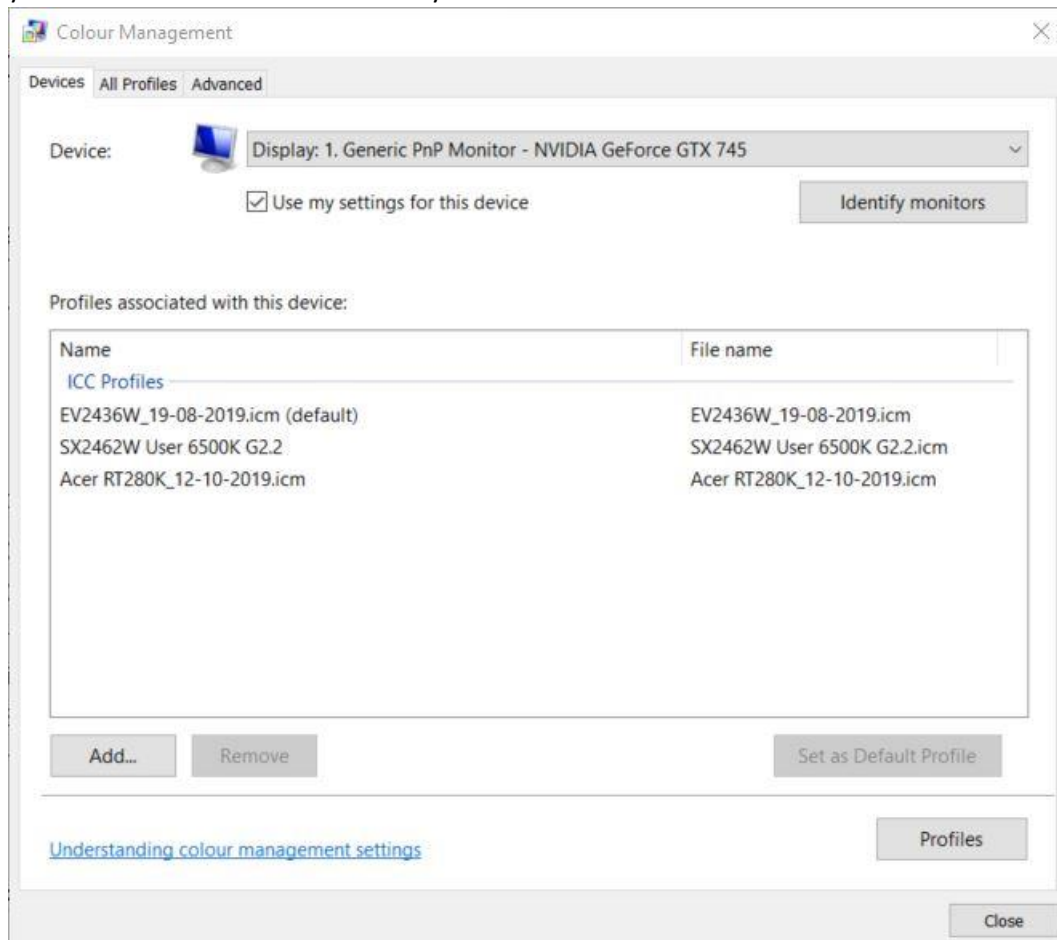 Colour Management
Devices All Profiles Advanced
Device:
Display: 1. Generic PnP Monitor - NVIDIA GeForce GTX 745
Use my settings for this device
Identify monitors
Profiles associated with this device:
Name File name
ICC Profiles
EV2436W_19-08-2019.icm (default) EV2436W_19-08-2019.icm
SX2462W User 6500K G2.2 SX2462W User 6500K G2.2.icm
Acer RT280K_12-10-2019.icm Acer RT280K_12-10-2019.icm
Add... Remove Set as Default Profile
Understanding colour management settings
Profiles
Close